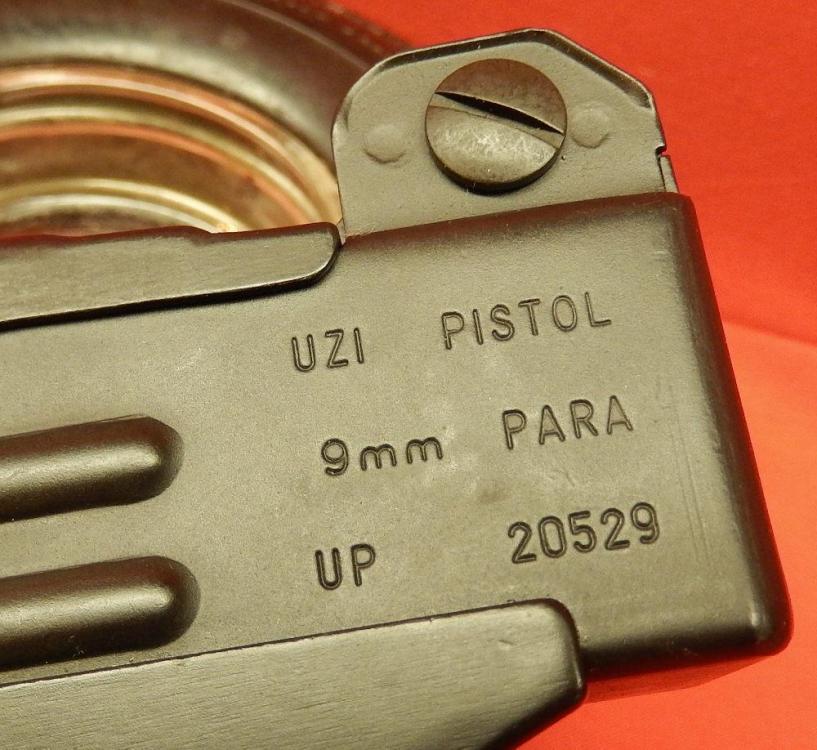 UZI PISTOL
9mm PARA
UP 20529